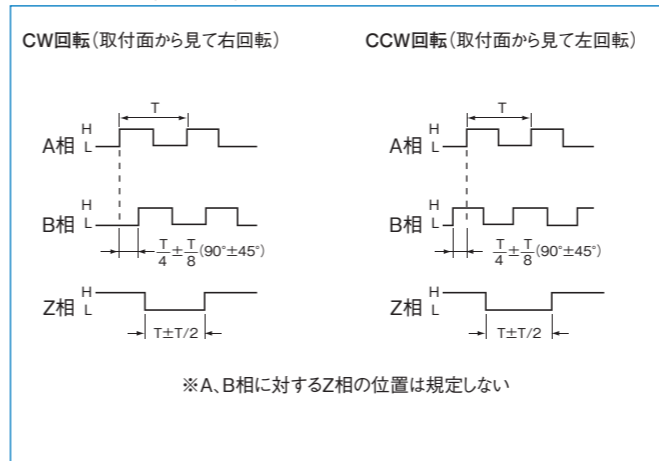 CW回転(取付面から見て右回転)
T
A相 H L
B相 H L
T/4±T/8(90°±45°)
Z相 H L
T±T/2
CCW回転(取付面から見て左回転)
T
A相 H L
B相 H L
T/4±T/8(90°±45°)
Z相 H L
T±T/2
※A、B相に対するZ相の位置は規定しない